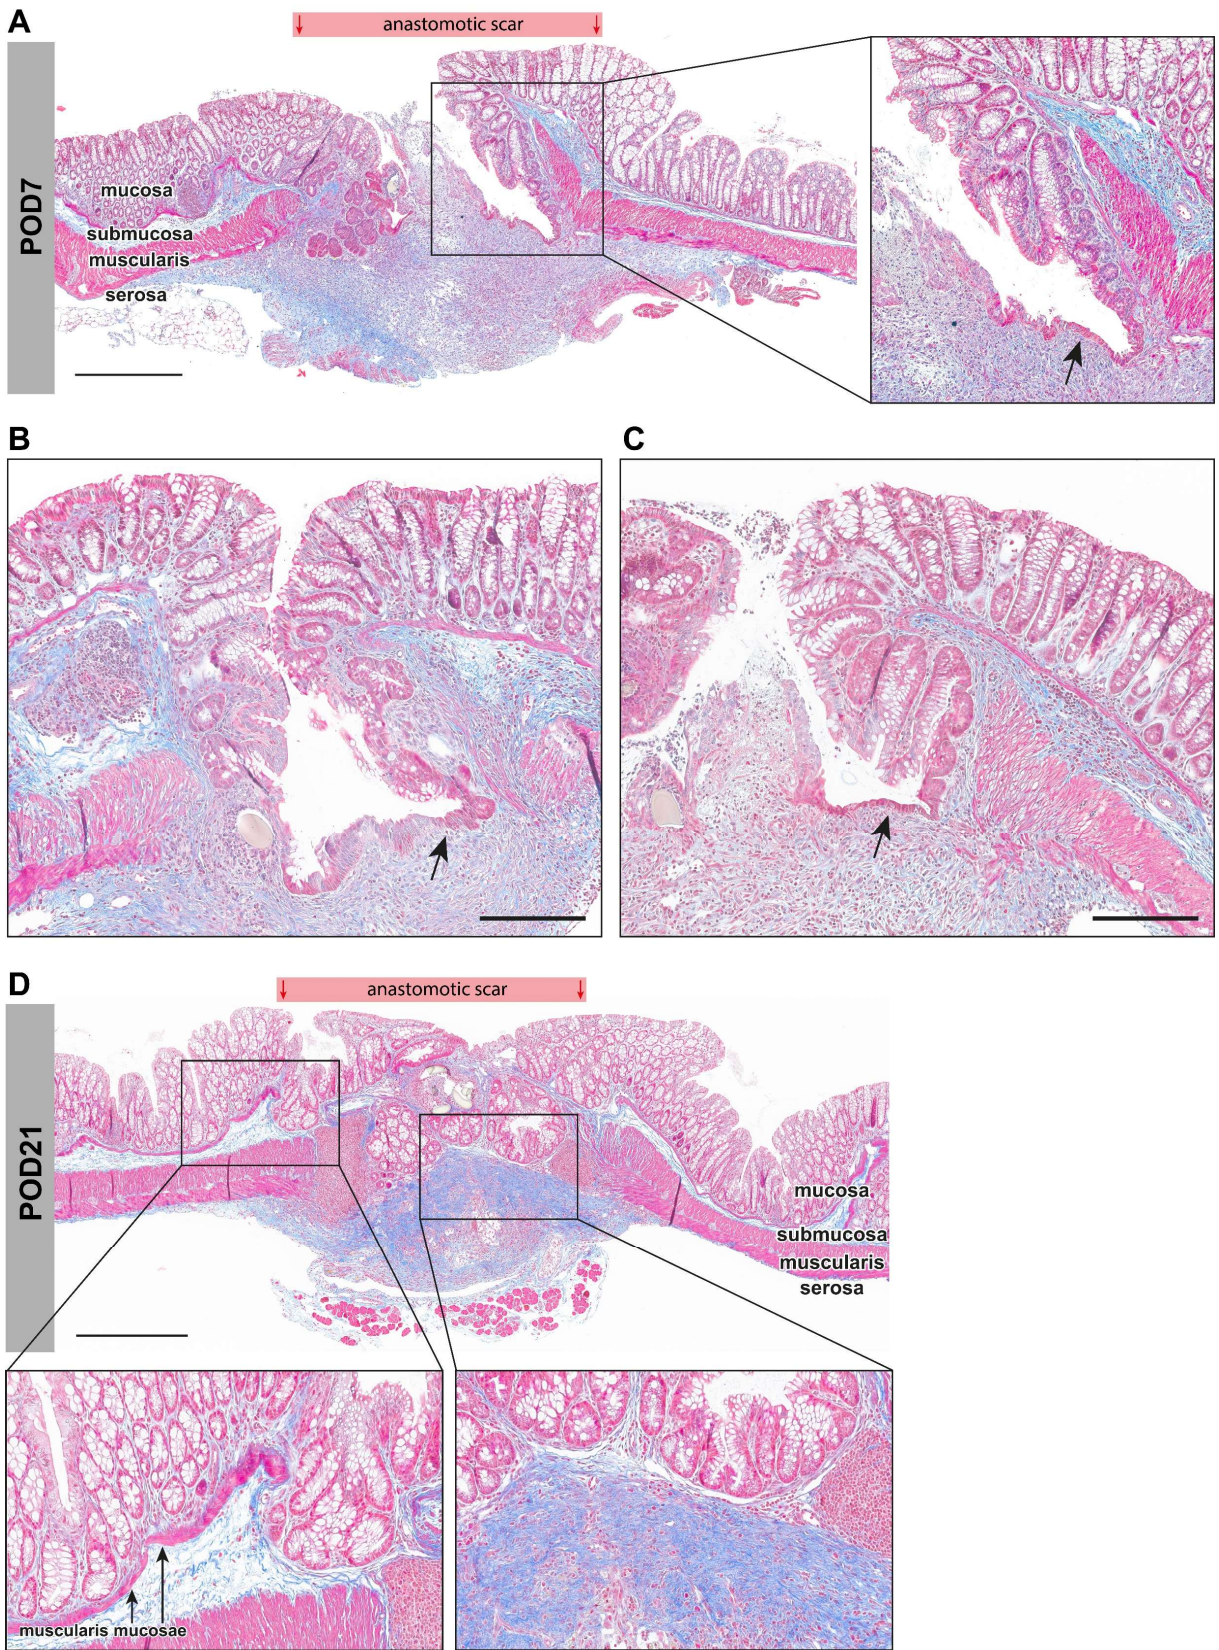 A
anastomotic scar
POD7
mucosa
submucosa
muscularis
serosa
B
C
D
anastomotic scar
POD21
mucosa
submucosa
muscularis
serosa
muscularis mucosae